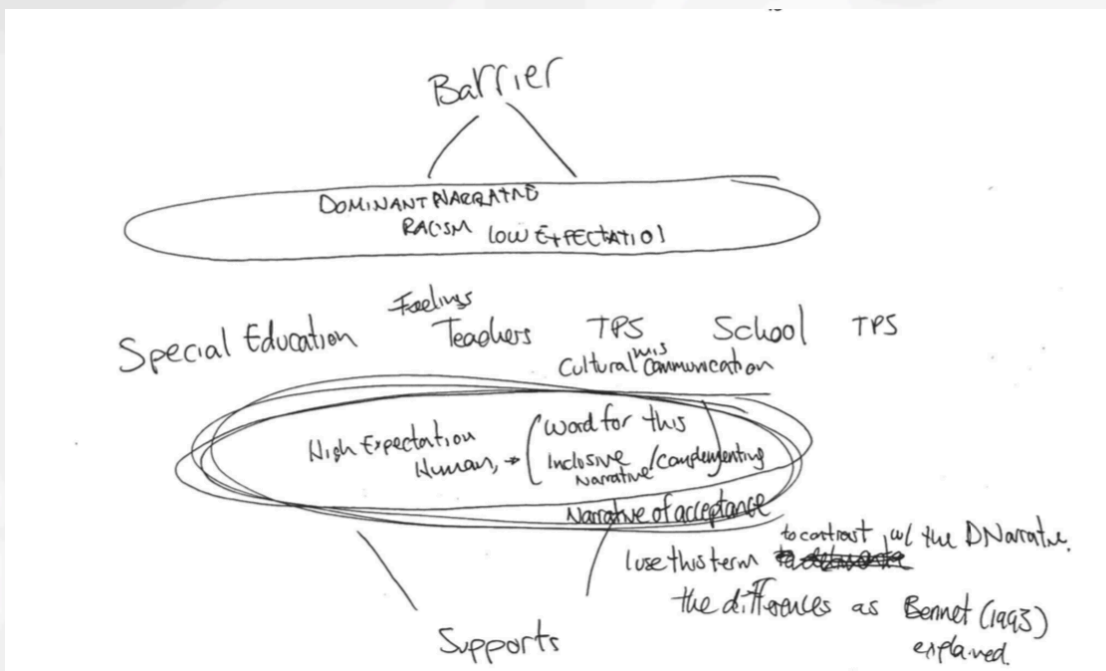 Barrier
DOMINANT NARRATIVE
RACISM LOW EXPECTATIOI
Feelings
Special Education Teachers TPS School TPS
mis
Cultural Communication
High Expectation (word for this)
Human, → Inclusive /Complementing
Narrative
Narrative of acceptance
to contrast w/ the DNarrative.
I use this term
the differences as Bennet (1993)
explained.
Supports